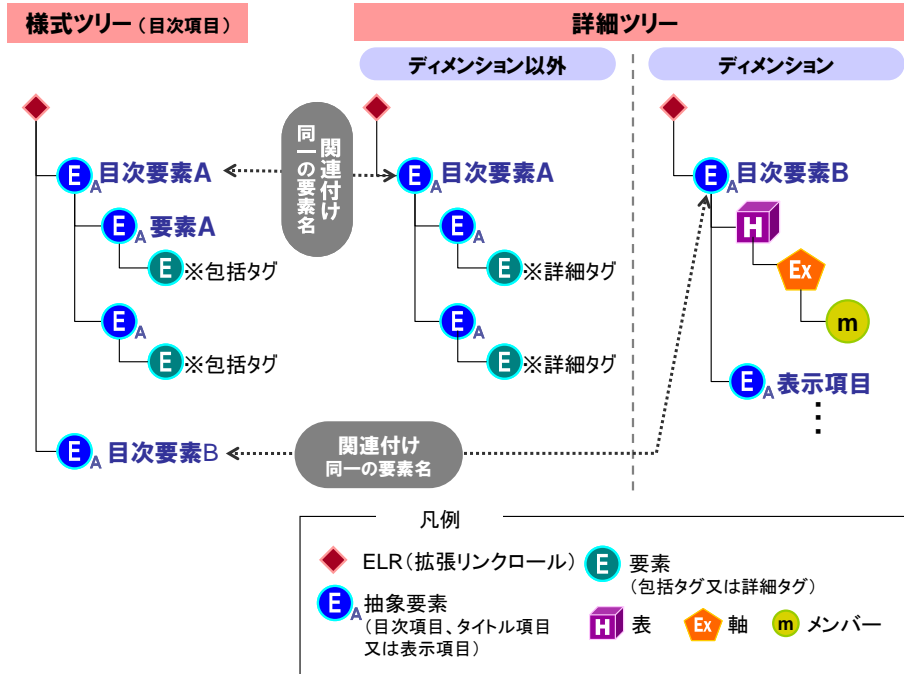 様式ツリー（目次項目）
詳細ツリー
ディメンション以外
ディメンション
関連付け
同一の要素名
E A 目次要素A
E A 要素A
E ※包括タグ
E A
E ※包括タグ
E A 目次要素B
E A 目次要素A
E A
E ※詳細タグ
E A
E ※詳細タグ
E A 目次要素B
H
Ex
m
E A 表示項目
関連付け
同一の要素名
凡例
ELR（拡張リンクロール）
E 要素
（包括タグ又は詳細タグ）
E A 抽象要素
（目次項目、タイトル項目
又は表示項目）
H 表
Ex 軸
m メンバー